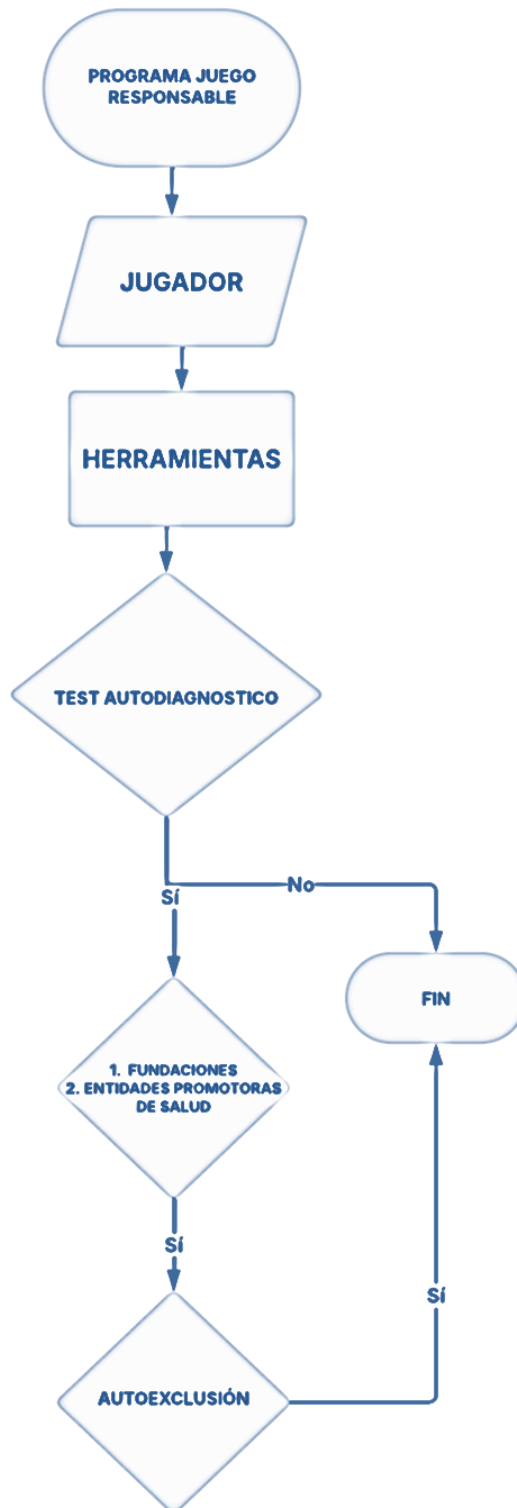 PROGRAMA JUEGO
RESPONSABLE
JUGADOR
HERRAMIENTAS
TEST AUTODIAGNOSTICO
Sí
No
FIN
1. FUNDACIONES
2. ENTIDADES PROMOTORAS
DE SALUD
Sí
Sí
AUTOEXCLUSIÓN